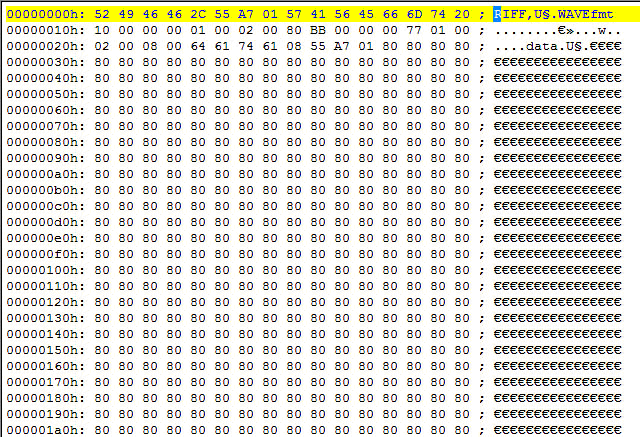 00000000h: 52 49 46 46 2C 55 A7 01 57 41 56 45 66 6D 74 20 ; RIFF,U§.WAVEfmt
00000010h: 10 00 00 00 01 00 02 00 80 BB 00 00 00 77 01 00 ; ........€»...w..
00000020h: 02 00 08 00 64 61 74 61 08 55 A7 01 80 80 80 80 ; ....data.U§.€€€€
00000030h: 80 80 80 80 80 80 80 80 80 80 80 80 80 80 80 80 ; €€€€€€€€€€€€€€€€
00000040h: 80 80 80 80 80 80 80 80 80 80 80 80 80 80 80 80 ; €€€€€€€€€€€€€€€€
00000050h: 80 80 80 80 80 80 80 80 80 80 80 80 80 80 80 80 ; €€€€€€€€€€€€€€€€
00000060h: 80 80 80 80 80 80 80 80 80 80 80 80 80 80 80 80 ; €€€€€€€€€€€€€€€€
00000070h: 80 80 80 80 80 80 80 80 80 80 80 80 80 80 80 80 ; €€€€€€€€€€€€€€€€
00000080h: 80 80 80 80 80 80 80 80 80 80 80 80 80 80 80 80 ; €€€€€€€€€€€€€€€€
00000090h: 80 80 80 80 80 80 80 80 80 80 80 80 80 80 80 80 ; €€€€€€€€€€€€€€€€
000000a0h: 80 80 80 80 80 80 80 80 80 80 80 80 80 80 80 80 ; €€€€€€€€€€€€€€€€
000000b0h: 80 80 80 80 80 80 80 80 80 80 80 80 80 80 80 80 ; €€€€€€€€€€€€€€€€
000000c0h: 80 80 80 80 80 80 80 80 80 80 80 80 80 80 80 80 ; €€€€€€€€€€€€€€€€
000000d0h: 80 80 80 80 80 80 80 80 80 80 80 80 80 80 80 80 ; €€€€€€€€€€€€€€€€
000000e0h: 80 80 80 80 80 80 80 80 80 80 80 80 80 80 80 80 ; €€€€€€€€€€€€€€€€
000000f0h: 80 80 80 80 80 80 80 80 80 80 80 80 80 80 80 80 ; €€€€€€€€€€€€€€€€
00000100h: 80 80 80 80 80 80 80 80 80 80 80 80 80 80 80 80 ; €€€€€€€€€€€€€€€€
00000110h: 80 80 80 80 80 80 80 80 80 80 80 80 80 80 80 80 ; €€€€€€€€€€€€€€€€
00000120h: 80 80 80 80 80 80 80 80 80 80 80 80 80 80 80 80 ; €€€€€€€€€€€€€€€€
00000130h: 80 80 80 80 80 80 80 80 80 80 80 80 80 80 80 80 ; €€€€€€€€€€€€€€€€
00000140h: 80 80 80 80 80 80 80 80 80 80 80 80 80 80 80 80 ; €€€€€€€€€€€€€€€€
00000150h: 80 80 80 80 80 80 80 80 80 80 80 80 80 80 80 80 ; €€€€€€€€€€€€€€€€
00000160h: 80 80 80 80 80 80 80 80 80 80 80 80 80 80 80 80 ; €€€€€€€€€€€€€€€€
00000170h: 80 80 80 80 80 80 80 80 80 80 80 80 80 80 80 80 ; €€€€€€€€€€€€€€€€
00000180h: 80 80 80 80 80 80 80 80 80 80 80 80 80 80 80 80 ; €€€€€€€€€€€€€€€€
00000190h: 80 80 80 80 80 80 80 80 80 80 80 80 80 80 80 80 ; €€€€€€€€€€€€€€€€
000001a0h: 80 80 80 80 80 80 80 80 80 80 80 80 80 80 80 80 ; €€€€€€€€€€€€€€€€